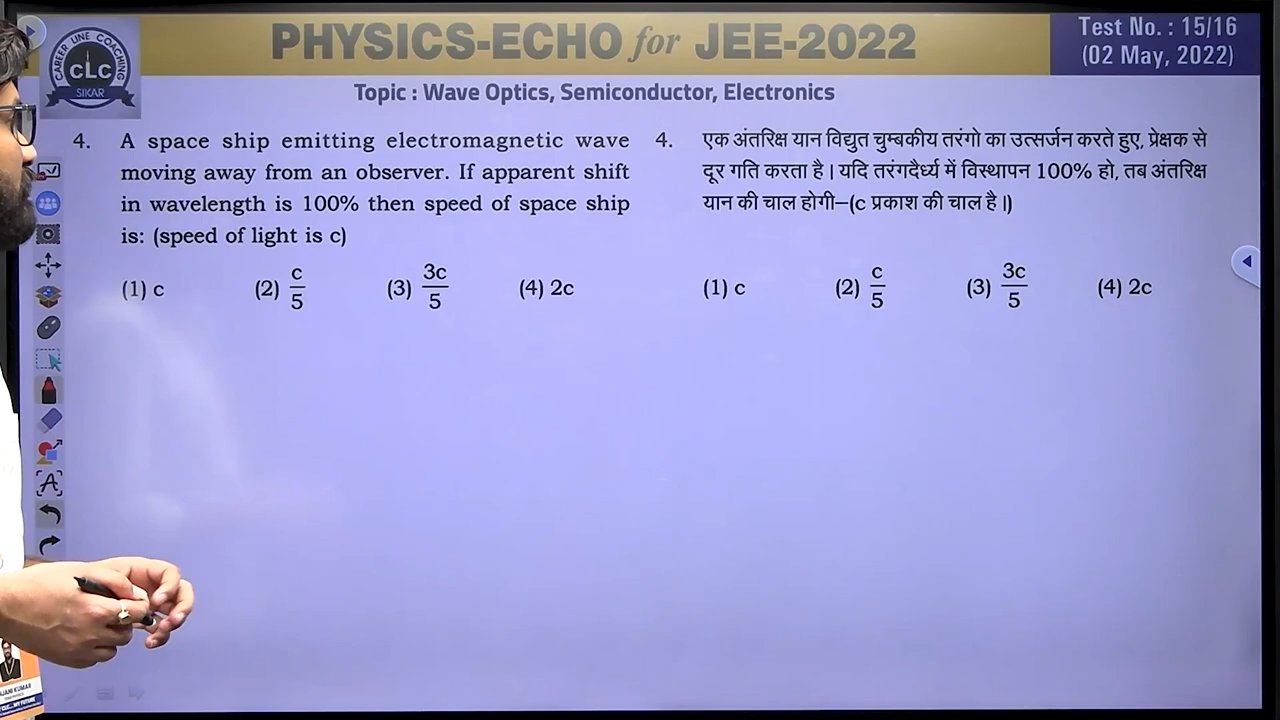 PHYSICS-ECHO for JEE-2022
Test No. : 15/16
(02 May, 2022)
CAREER LINE COACHING
CLC
SIKAR
Topic : Wave Optics, Semiconductor, Electronics
4. A space ship emitting electromagnetic wave
moving away from an observer. If apparent shift
in wavelength is 100% then speed of space ship
is: (speed of light is c)
(1) c (2) c/5 (3) 3c/5 (4) 2c
4. एक अंतरिक्ष यान विद्युत चुम्बकीय तरंगो का उत्सर्जन करते हुए, प्रेक्षक से
दूर गति करता है। यदि तरंगदैर्ध्य में विस्थापन 100% हो, तब अंतरिक्ष
यान की चाल होगी–(c प्रकाश की चाल है।)
(1) c (2) c/5 (3) 3c/5 (4) 2c
KUMAR